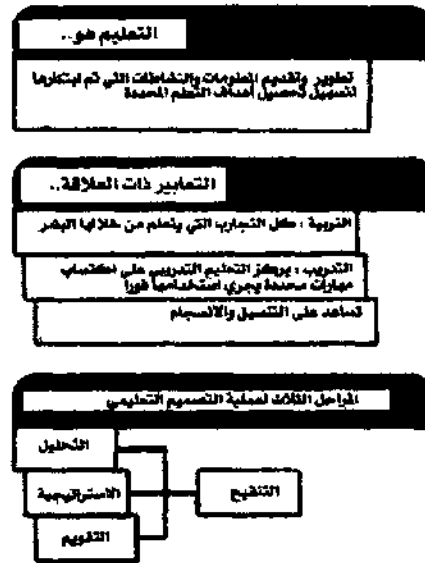 التعليم هو..
تطوير وتقديم المعلومات والنشاطات التي تم ابتكارها
لتسهيل تحصيل أهداف التعلم المحددة
التعابير ذات العلاقة..
التربية : كل التجارب التي يتعلم من خلالها البشر
التدريب : يركز التعليم التدريبي على اكتساب
مهارات محددة يجري استخدامها فورا
تساعد على التنسيق والانسجام
المراحل الثلاث لعملية التصميم التعليمي
التحليل
الاستراتيجية
التنقيح
التقويم